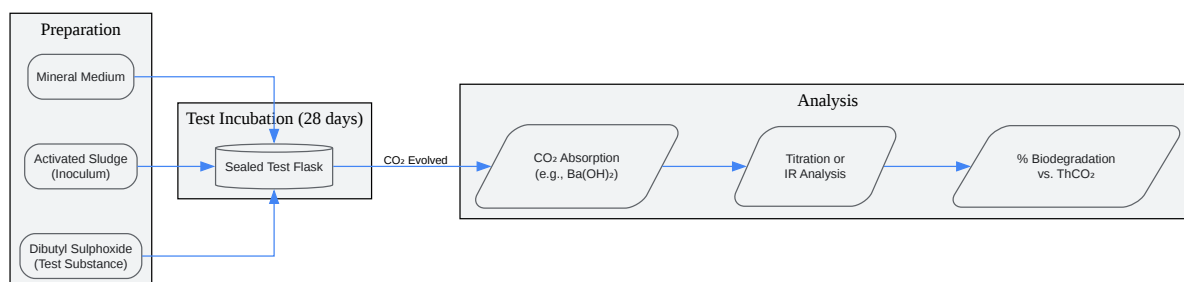 Preparation
Mineral Medium
Activated Sludge
(Inoculum)
Dibutyl Sulphoxide
(Test Substance)
Test Incubation (28 days)
Sealed Test Flask
CO₂ Evolved
Analysis
CO₂ Absorption
(e.g., Ba(OH)₂)
Titration or
IR Analysis
% Biodegradation
vs. ThCO₂